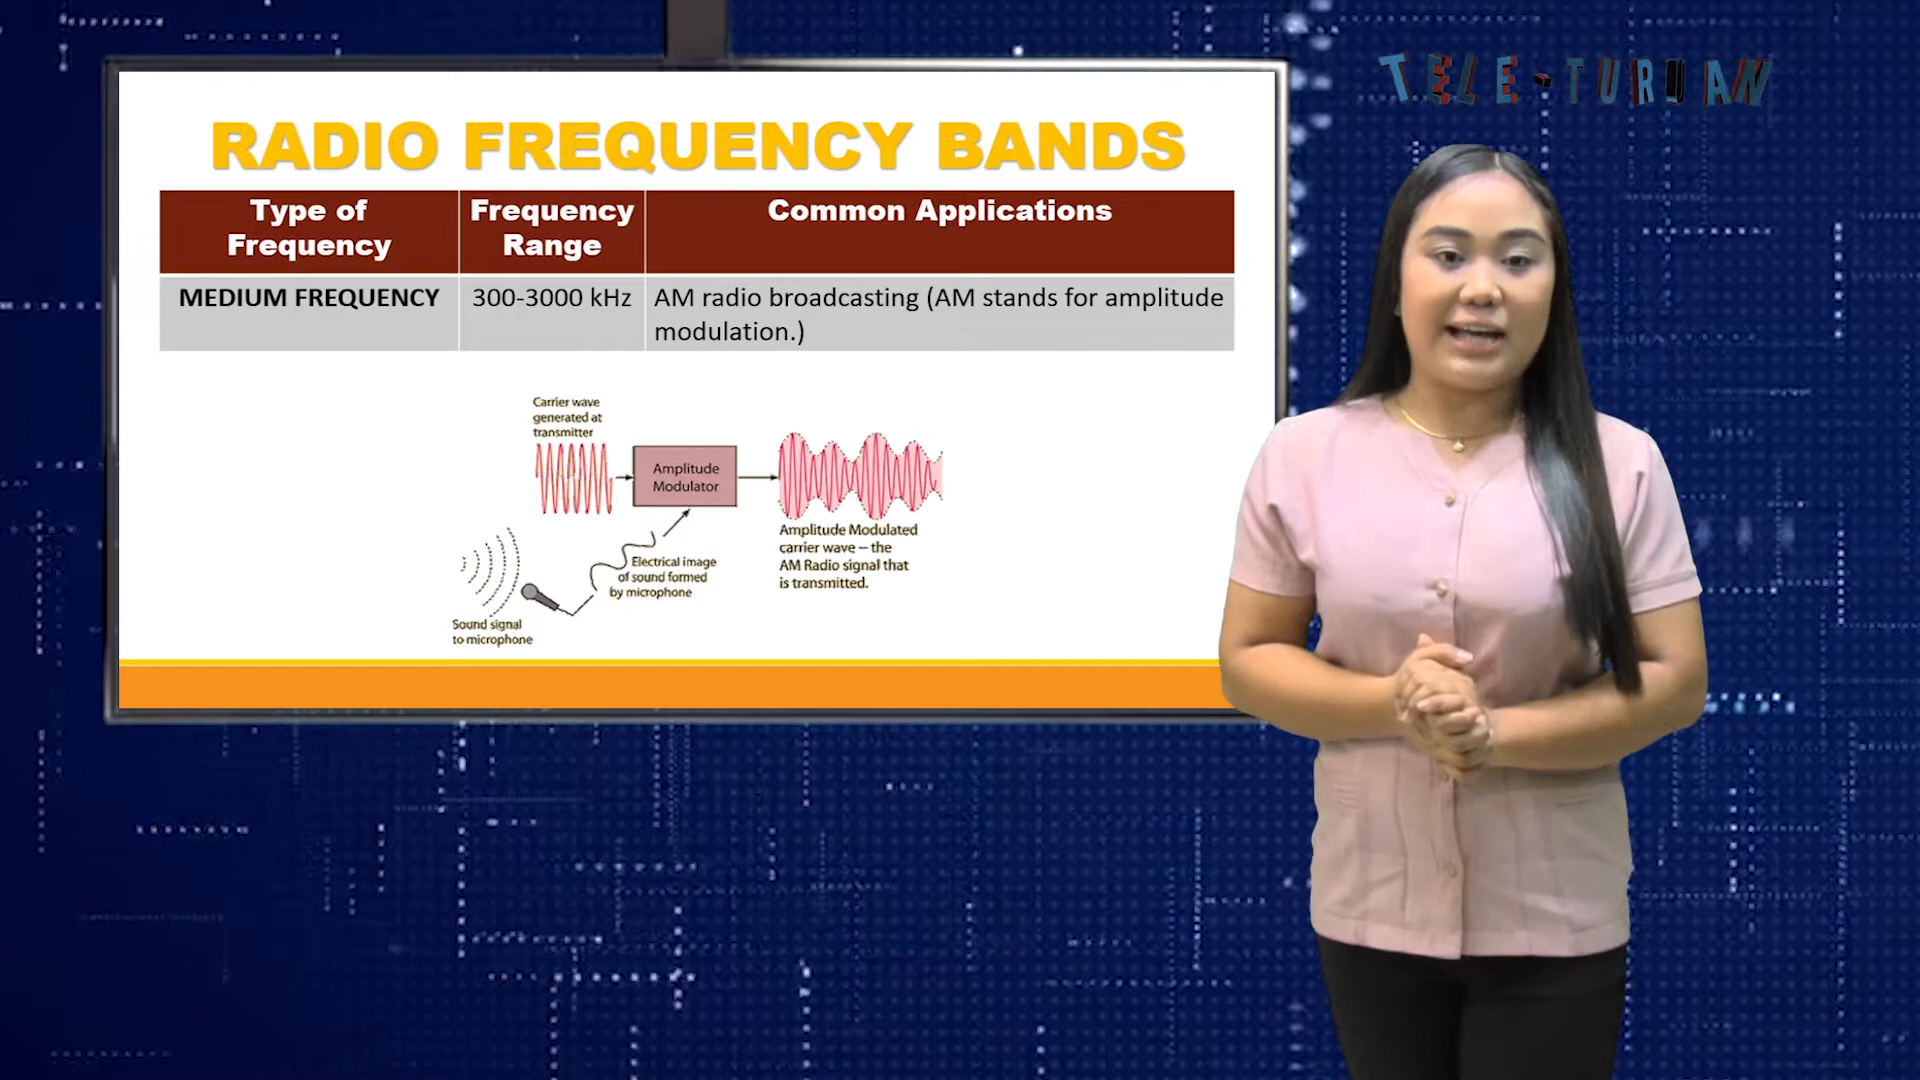 TELE-TURUAN
RADIO FREQUENCY BANDS
Type of
Frequency
Frequency
Range
Common Applications
MEDIUM FREQUENCY
300-3000 kHz
AM radio broadcasting (AM stands for amplitude
modulation.)
Carrier wave
generated at
transmitter
Amplitude
Modulator
Amplitude Modulated
carrier wave – the
AM Radio signal that
is transmitted.
Electrical image
of sound formed
by microphone
Sound signal
to microphone